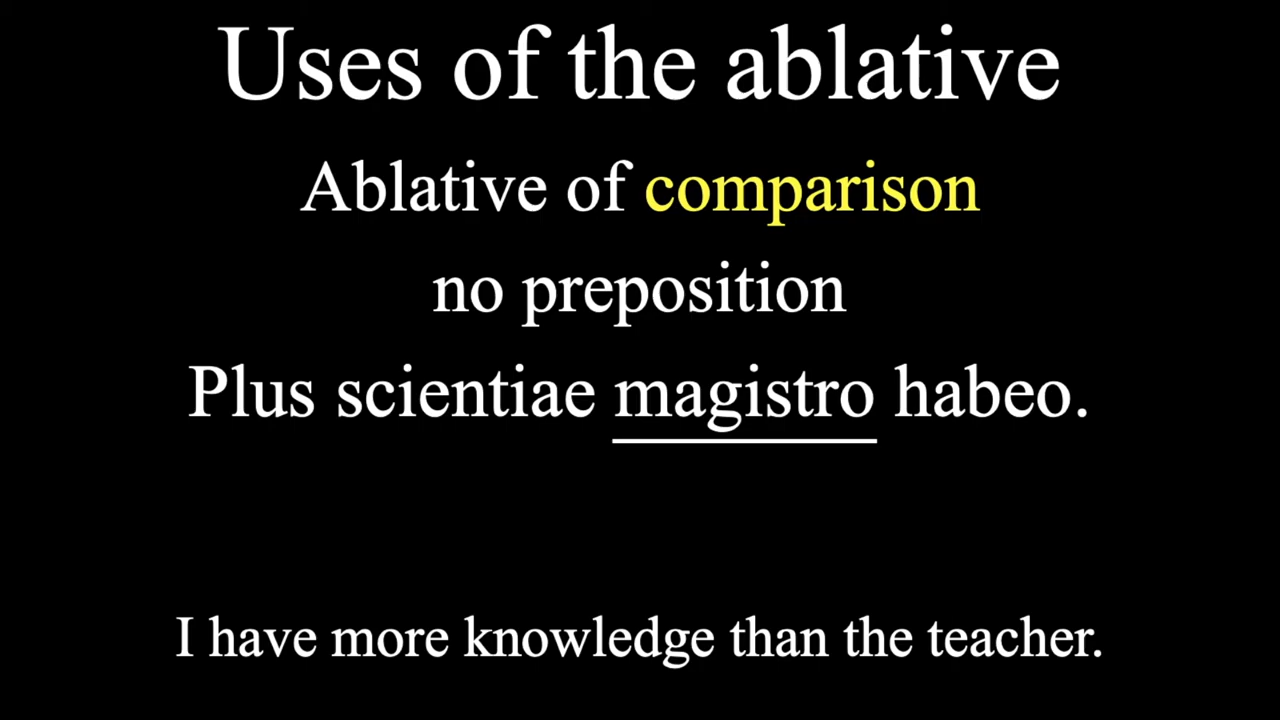 Uses of the ablative
Ablative of comparison
no preposition
Plus scientiae magistro habeo.
I have more knowledge than the teacher.